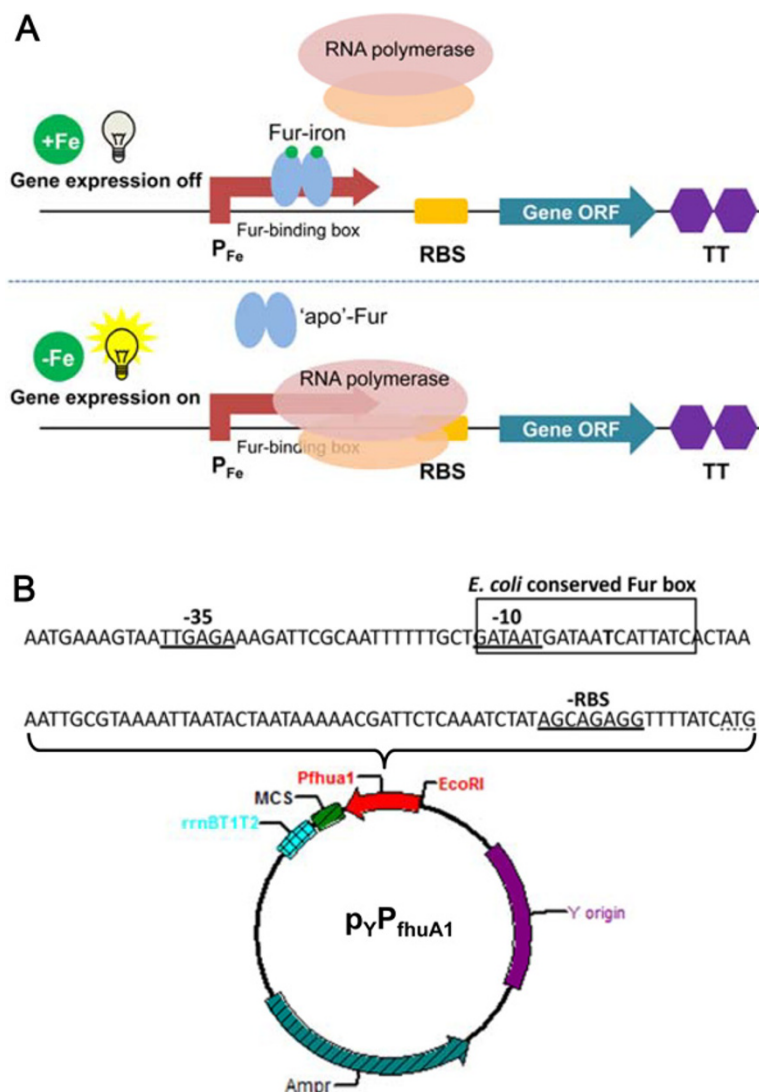 A
RNA polymerase
+Fe
Fur-iron
Gene expression off
Gene ORF
Fur-binding box
PFe
RBS
TT
'apo'-Fur
-Fe
RNA polymerase
Gene expression on
Gene ORF
Fur-binding box
PFe
RBS
TT
B
E. coli conserved Fur box
-35
-10
AATGAAAGTAATTGAGAAAGATTCGCAATTTTTTGCTGATAATGATAATCATTATCACTAA
-RBS
AATTGCGTAAAATTAATACTAATAAAAACGATTCTCAAATCTATAGCAGAGGTTTTATCATG
Pfhua1
EcoRI
MCS
rrnBT1T2
pYPfhuA1
Y origin
Ampr